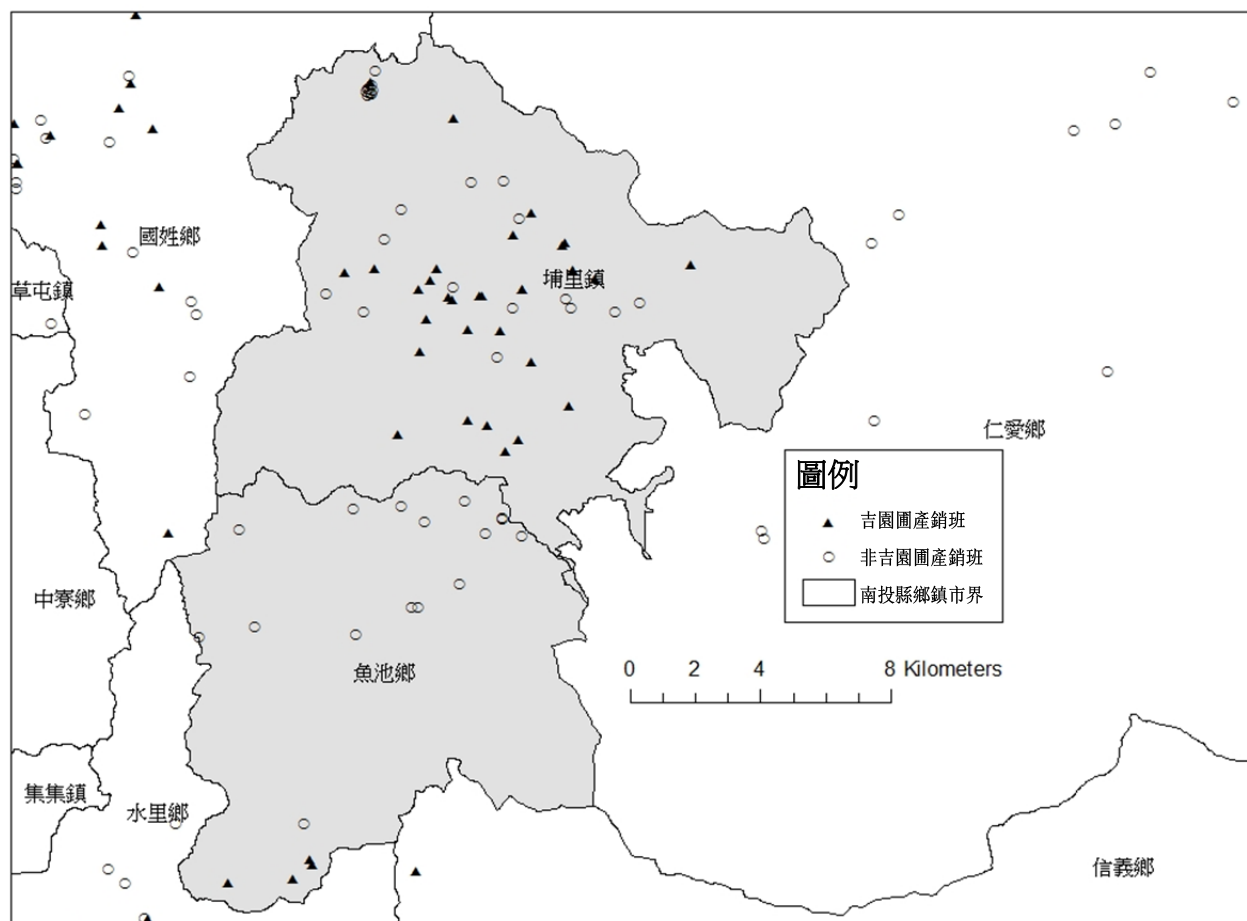 國姓鄉
草屯鎮
埔里鎮
仁愛鄉
圖例
吉園圃產銷班
非吉園圃產銷班
南投縣鄉鎮市界
中寮鄉
魚池鄉
0 2 4 8 Kilometers
集集鎮
水里鄉
信義鄉